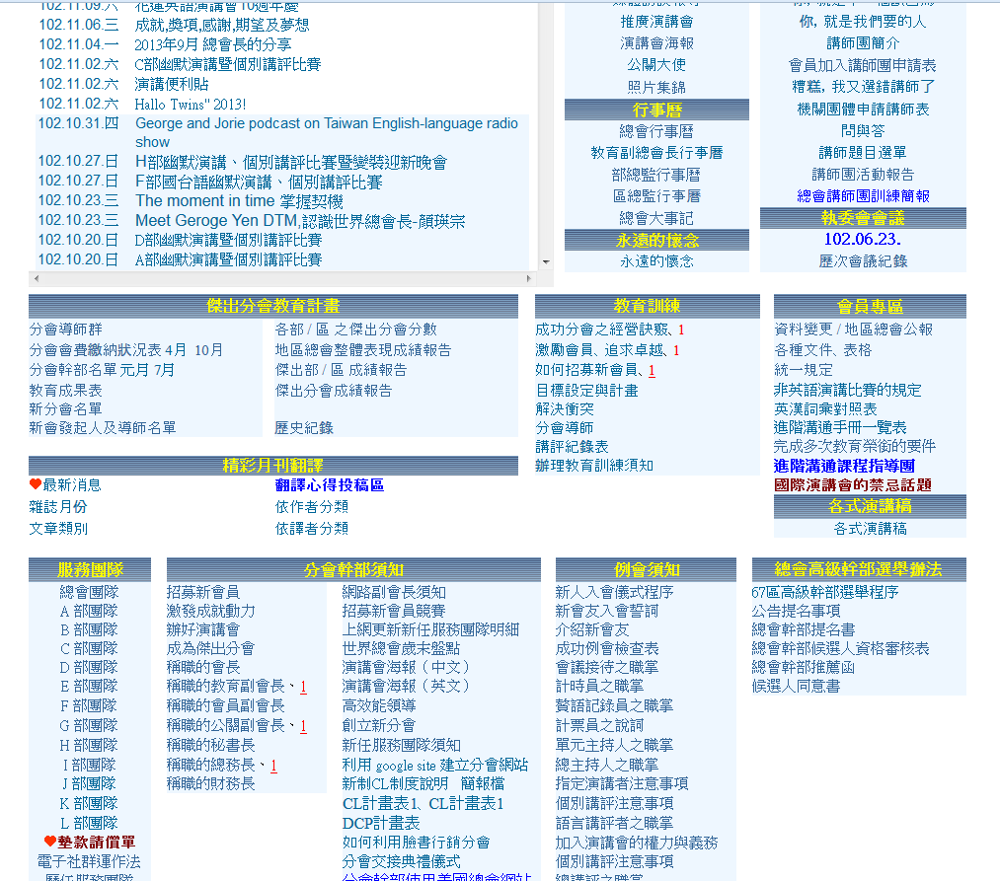 102.11.09.六 花蓮英語演講會10週年慶
102.11.06.三 成就,獎項,感謝,期望及夢想
102.11.04.一 2013年9月 總會長的分享
102.11.02.六 C部幽默演講暨個別講評比賽
102.11.02.六 演講便利貼
102.11.02.六 Hallo Twins" 2013!
102.10.31.四 George and Jorie podcast on Taiwan English-language radio
show
102.10.27.日 H部幽默演講、個別講評比賽暨變裝迎新晚會
102.10.27.日 F部國台語幽默演講、個別講評比賽
102.10.23.三 The moment in time 掌握契機
102.10.23.三 Meet Geroge Yen DTM,認識世界總會長-顏瑛宗
102.10.20.日 D部幽默演講暨個別講評比賽
102.10.20.日 A部幽默演講暨個別講評比賽
推廣演講會
演講會海報
公關大使
照片集錦
行事曆
總會行事曆
教育副總會長行事曆
部總監行事曆
區總監行事曆
總會大事記
永遠的懷念
永遠的懷念
你, 就是我們要的人
講師團簡介
會員加入講師團申請表
糟糕, 我又選錯講師了
機關團體申請講師表
問與答
講師題目選單
講師團活動報告
總會講師團訓練簡報
執委會會議
102.06.23.
歷次會議紀錄
傑出分會教育計畫
分會導師群
分會會費繳納狀況表 4月 10月
分會幹部名單 元月 7月
教育成果表
新分會名單
新會發起人及導師名單
各部 / 區 之傑出分會分數
地區總會整體表現成績報告
傑出部 / 區 成績報告
傑出分會成績報告
歷史紀錄
教育訓練
成功分會之經營訣竅、1
激勵會員、追求卓越、1
如何招募新會員、1
目標設定與計畫
解決衝突
分會導師
講評紀錄表
辦理教育訓練須知
會員專區
資料變更 / 地區總會公報
各種文件、表格
統一規定
非英語演講比賽的規定
英漢詞彙對照表
進階溝通手冊一覽表
完成多次教育榮銜的要件
進階溝通課程指導團
國際演講會的禁忌話題
各式演講稿
各式演講稿
精彩月刊翻譯
最新消息
雜誌月份
文章類別
翻譯心得投稿區
依作者分類
依譯者分類
服務團隊
總會團隊
A 部團隊
B 部團隊
C 部團隊
D 部團隊
E 部團隊
F 部團隊
G 部團隊
H 部團隊
I 部團隊
J 部團隊
K 部團隊
L 部團隊
墊款請償單
電子社群運作法
歷任服務團隊
分會幹部須知
招募新會員
激發成就動力
辦好演講會
成為傑出分會
稱職的會長
稱職的教育副會長、1
稱職的會員副會長
稱職的公關副會長、1
稱職的秘書長
稱職的總務長、1
稱職的財務長
網路副會長須知
招募新會員競賽
上網更新新任服務團隊明細
世界總會歲末盤點
演講會海報（中文）
演講會海報（英文）
高效能領導
創立新分會
新任服務團隊須知
利用 google site 建立分會網站
新制CL制度說明 簡報檔
CL計畫表1、CL計畫表1
DCP計畫表
如何利用臉書行銷分會
分會交接典禮儀式
分會幹部使用美國總會網站
例會須知
新人入會儀式程序
新會友入會誓詞
介紹新會友
成功例會檢查表
會議接待之職掌
計時員之職掌
贅語記錄員之職掌
計票員之說詞
單元主持人之職掌
總主持人之職掌
指定演講者注意事項
個別講評注意事項
語言講評者之職掌
加入演講會的權力與義務
個別講評注意事項
總講評之職掌
總會高級幹部選舉辦法
67區高級幹部選舉程序
公告提名事項
總會幹部提名書
總會幹部候選人資格審核表
總會幹部推薦函
候選人同意書